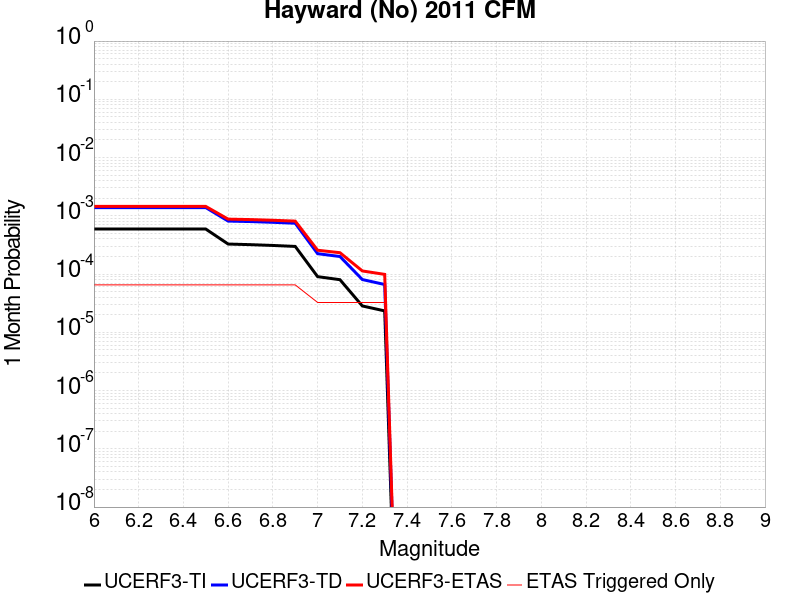 Hayward (No) 2011 CFM
10^0
10^-1
10^-2
10^-3
10^-4
10^-5
10^-6
10^-7
10^-8
1 Month Probability
6 6.2 6.4 6.6 6.8 7 7.2 7.4 7.6 7.8 8 8.2 8.4 8.6 8.8 9
Magnitude
UCERF3-TI UCERF3-TD UCERF3-ETAS ETAS Triggered Only